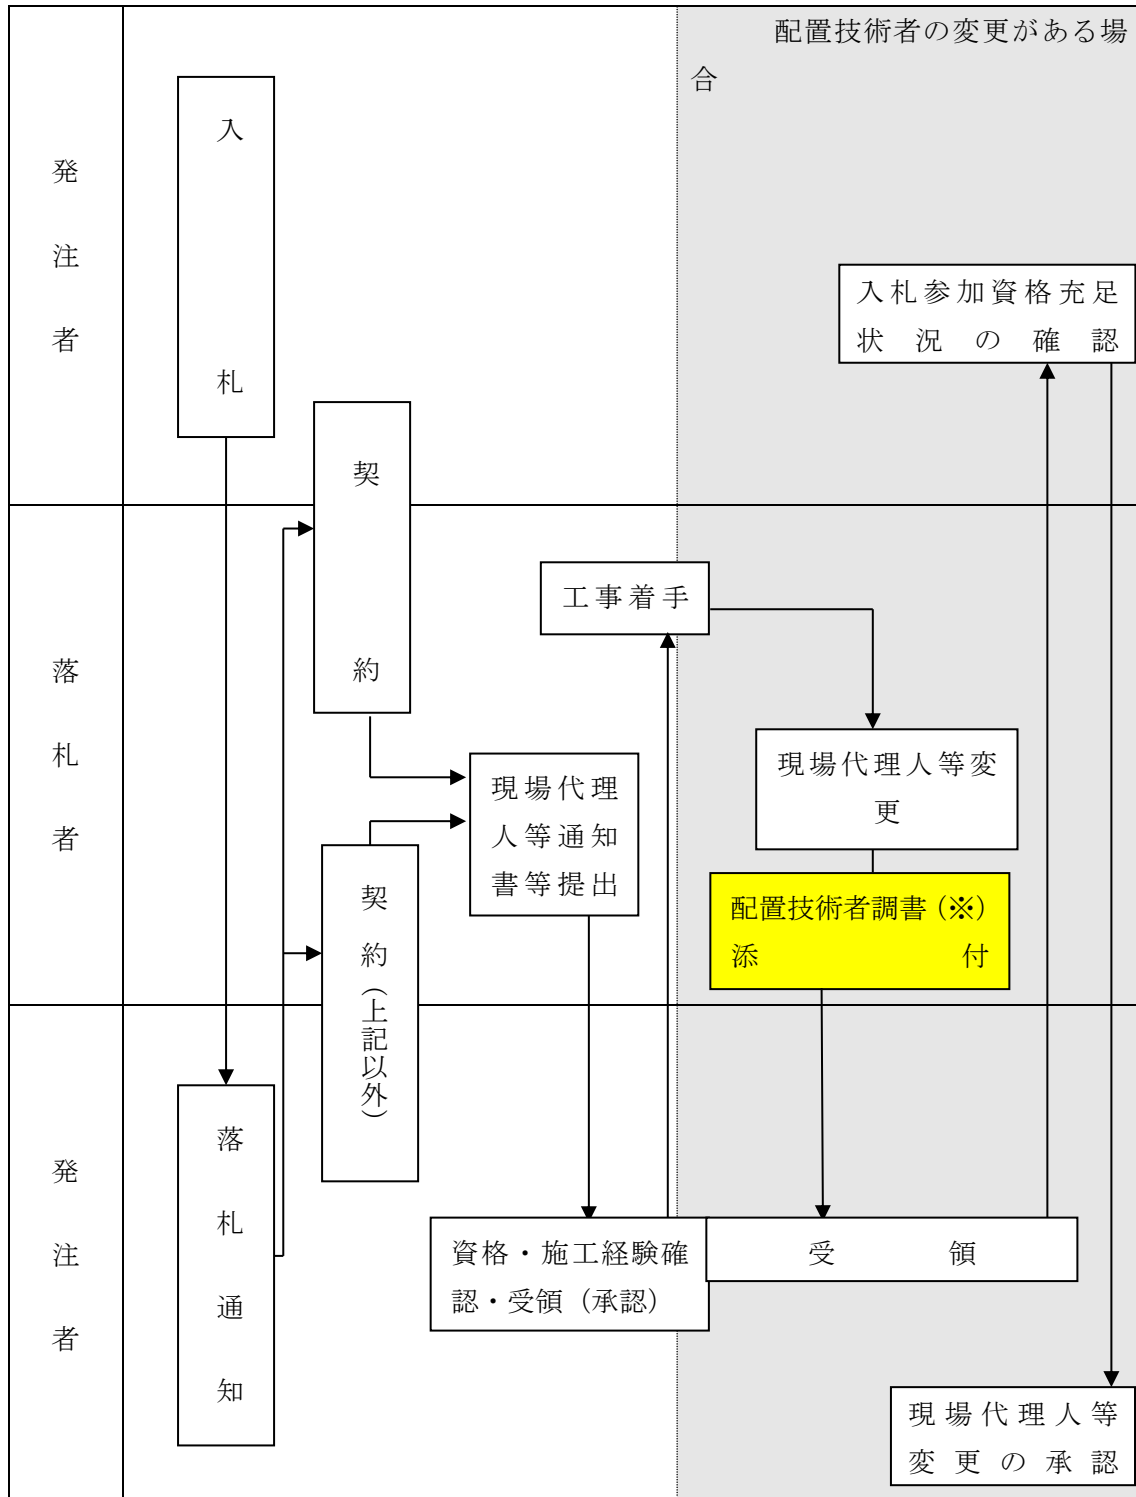 配置技術者の変更がある場
合
発注者
入札
入札参加資格充足
状況の確認
契約
落札者
工事着手
現場代理人等変
更
現場代理
人等通知
書等提出
契約(上記以外)
配置技術者調書(※)
添付
発注者
落札通知
資格・施工経験確
認・受領(承認)
受領
現場代理人等
変更の承認